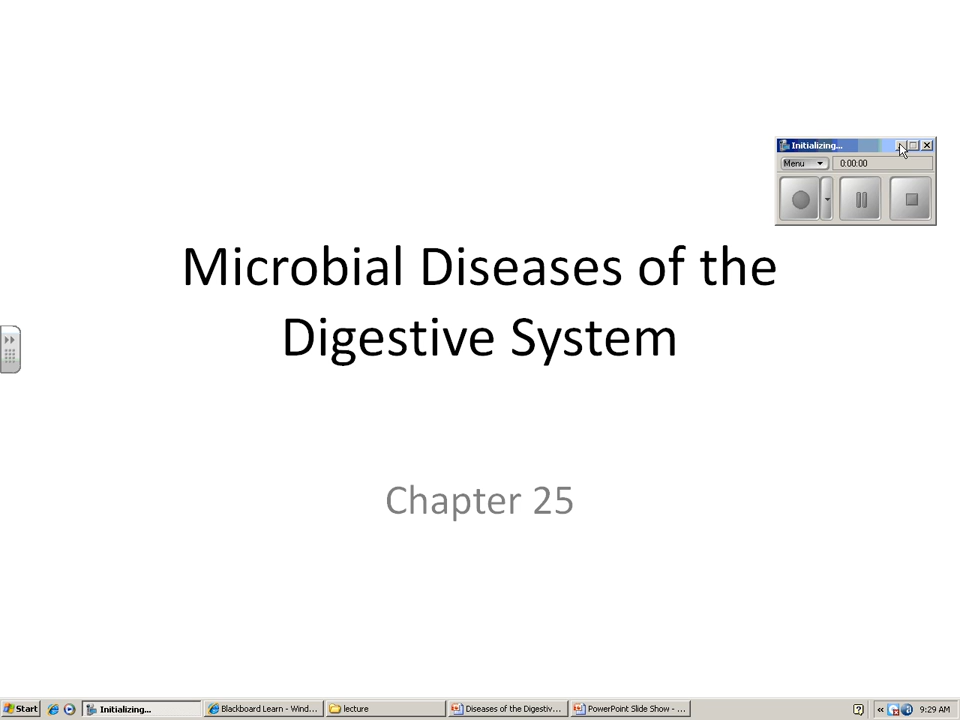 Initializing...
Menu
0:00:00
Microbial Diseases of the
Digestive System
Chapter 25
Start
Initializing...
Blackboard Learn - Wind...
lecture
Diseases of the Digestiv...
PowerPoint Slide Show - ...
9:29 AM